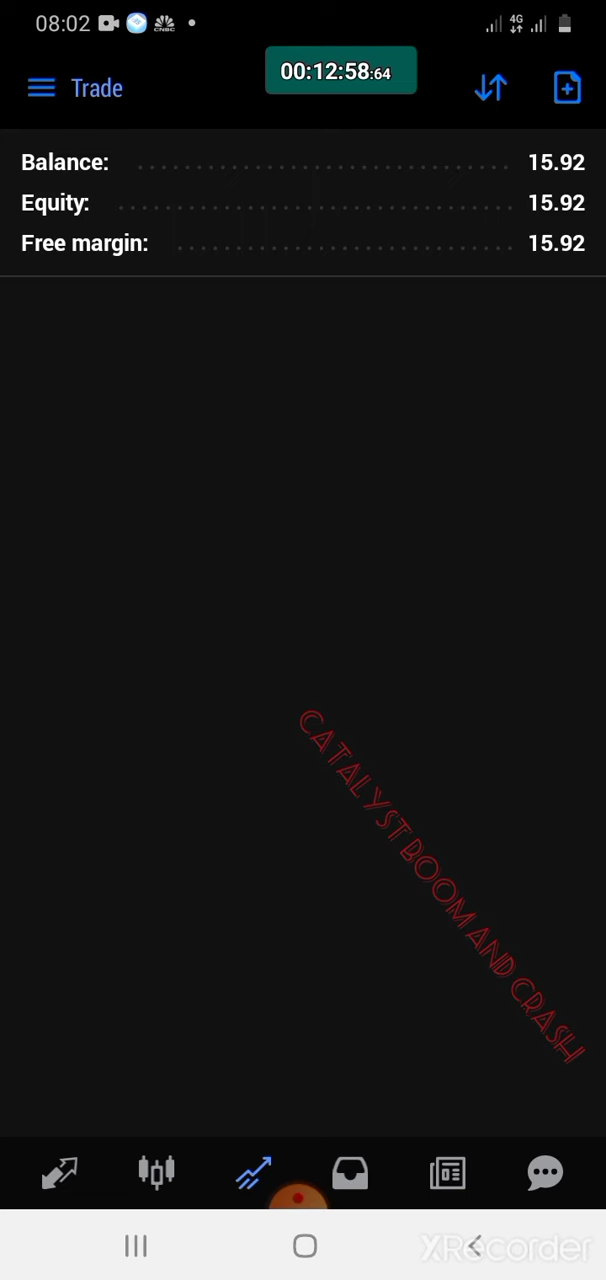 08:02
CNBC
4G
Trade
00:12:58:64
Balance: 15.92
Equity: 15.92
Free margin: 15.92
CATALYST BOOM AND CRASH
XRecorder